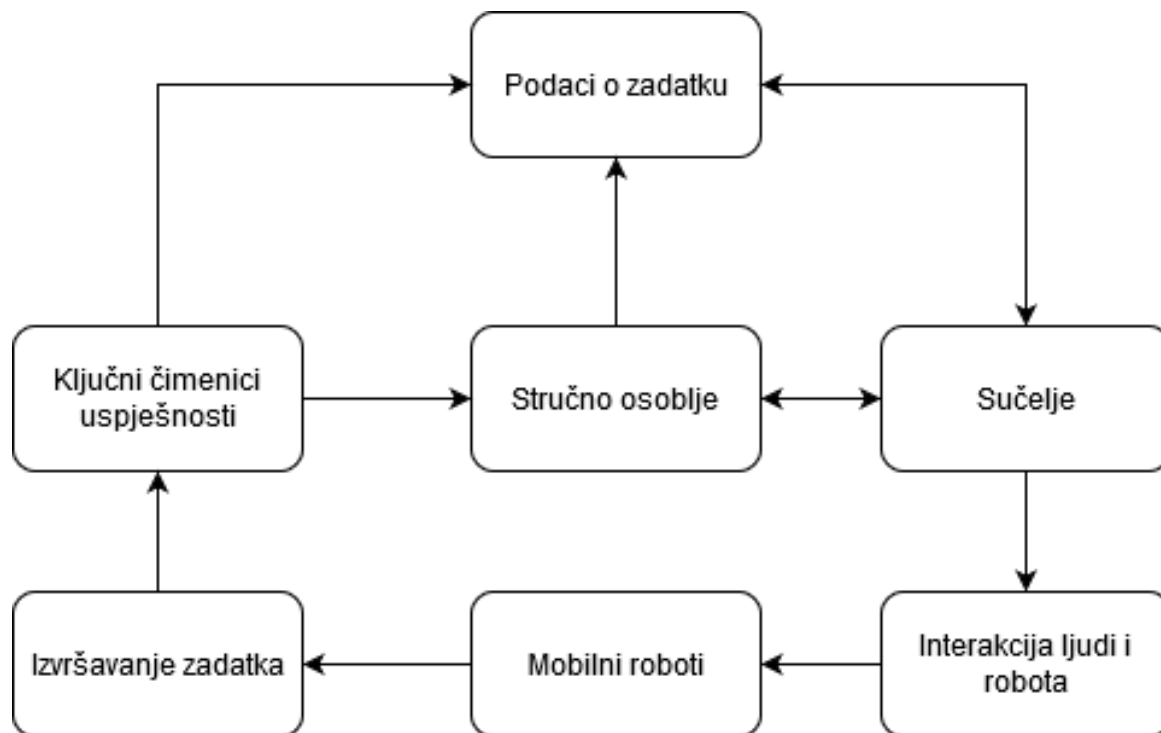 Podaci o zadatku
Ključni čimenici
uspješnosti
Stručno osoblje
Sučelje
Izvršavanje zadatka
Mobilni roboti
Interakcija ljudi i
robota